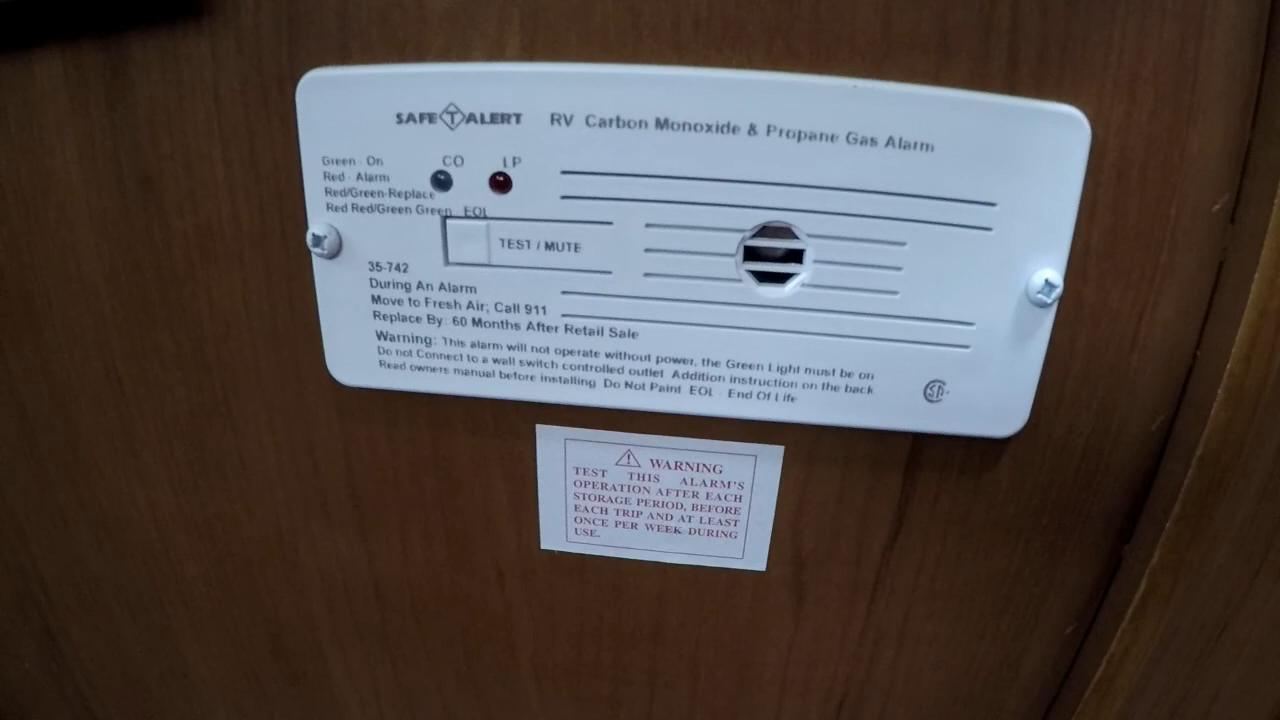 SAFE T ALERT RV Carbon Monoxide & Propane Gas Alarm
CO LP
Green - On
Red - Alarm
Red/Green-Replace
Red Red/Green Green EOL
TEST / MUTE
35-742
During An Alarm
Move to Fresh Air; Call 911
Replace By: 60 Months After Retail Sale
Warning: This alarm will not operate without power, the Green Light must be on
Do not Connect to a wall switch controlled outlet Addition instruction on the back
Read owners manual before installing Do Not Paint EOL - End Of Life
WARNING
TEST THIS ALARM'S
OPERATION AFTER EACH
STORAGE PERIOD, BEFORE
EACH TRIP AND AT LEAST
ONCE PER WEEK DURING
USE.